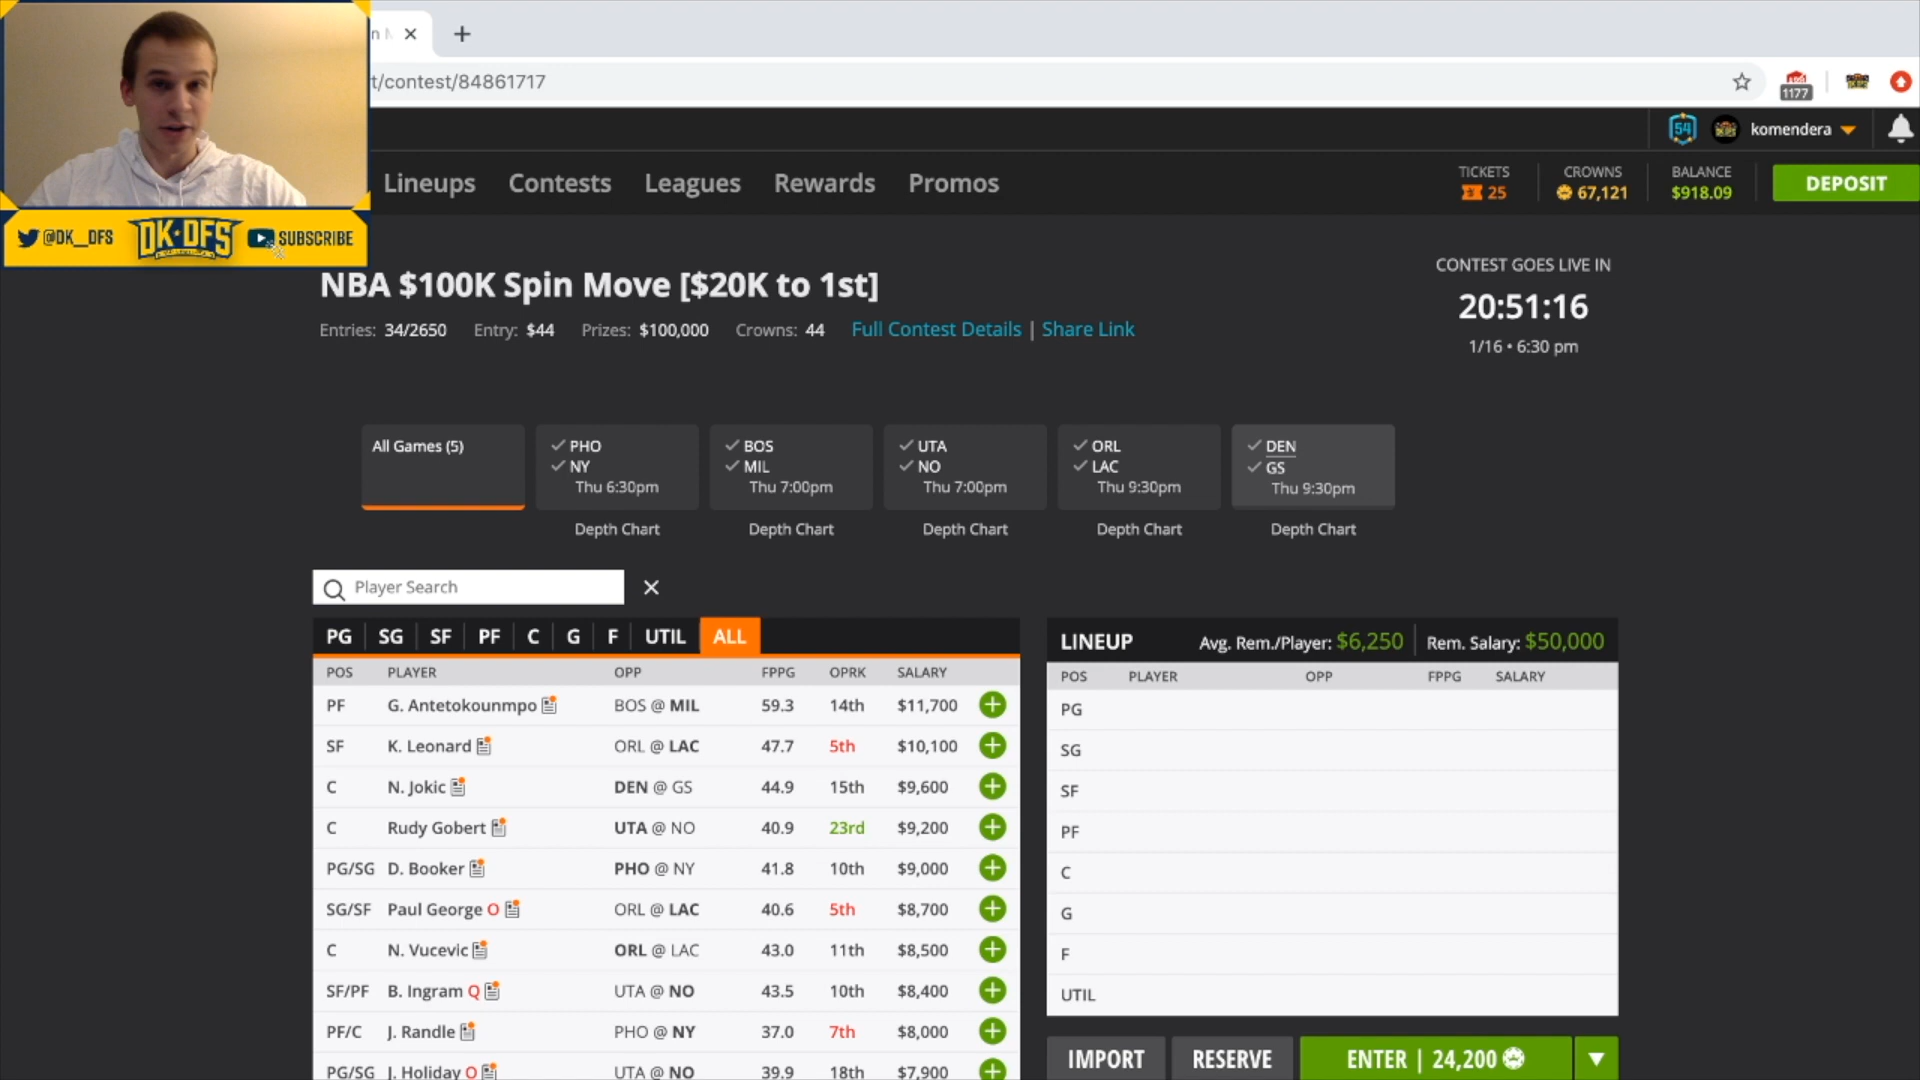 n M
t/contest/84861717
1177
54 komendera
Lineups Contests Leagues Rewards Promos
TICKETS 25
CROWNS 67,121
BALANCE $918.09
DEPOSIT
@DK__DFS DK★DFS SUBSCRIBE
NBA $100K Spin Move [$20K to 1st]
Entries: 34/2650 Entry: $44 Prizes: $100,000 Crowns: 44 Full Contest Details | Share Link
CONTEST GOES LIVE IN
20:51:16
1/16 • 6:30 pm
All Games (5)
PHO
NY
Thu 6:30pm
Depth Chart
BOS
MIL
Thu 7:00pm
Depth Chart
UTA
NO
Thu 7:00pm
Depth Chart
ORL
LAC
Thu 9:30pm
Depth Chart
DEN
GS
Thu 9:30pm
Depth Chart
Player Search
PG SG SF PF C G F UTIL ALL
POS PLAYER OPP FPPG OPRK SALARY
PF G. Antetokounmpo BOS @ MIL 59.3 14th $11,700
SF K. Leonard ORL @ LAC 47.7 5th $10,100
C N. Jokic DEN @ GS 44.9 15th $9,600
C Rudy Gobert UTA @ NO 40.9 23rd $9,200
PG/SG D. Booker PHO @ NY 41.8 10th $9,000
SG/SF Paul George O ORL @ LAC 40.6 5th $8,700
C N. Vucevic ORL @ LAC 43.0 11th $8,500
SF/PF B. Ingram Q UTA @ NO 43.5 10th $8,400
PF/C J. Randle PHO @ NY 37.0 7th $8,000
PG/SG J. Holiday O UTA @ NO 39.9 18th $7,900
LINEUP Avg. Rem./Player: $6,250 Rem. Salary: $50,000
POS PLAYER OPP FPPG SALARY
PG
SG
SF
PF
C
G
F
UTIL
IMPORT RESERVE ENTER | 24,200